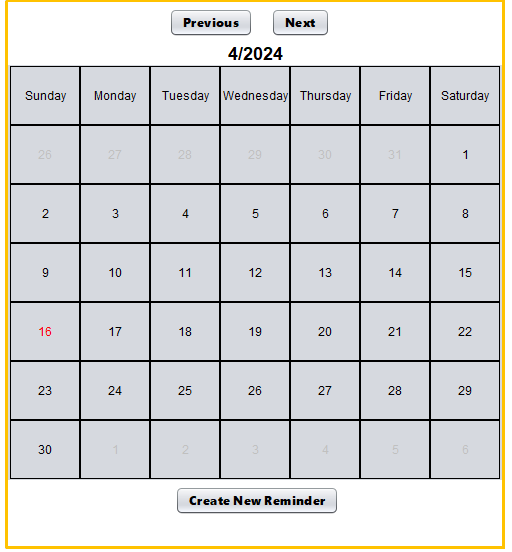 Previous Next
4/2024
Sunday Monday Tuesday Wednesday Thursday Friday Saturday
26 27 28 29 30 31 1
2 3 4 5 6 7 8
9 10 11 12 13 14 15
16 17 18 19 20 21 22
23 24 25 26 27 28 29
30 1 2 3 4 5 6
Create New Reminder